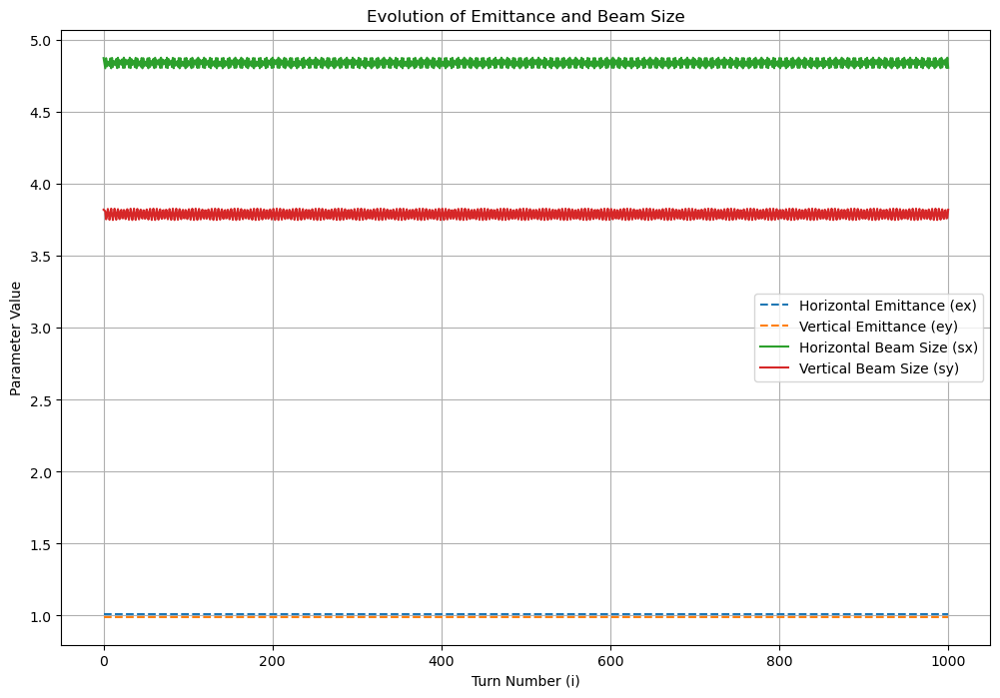 Evolution of Emittance and Beam Size
Parameter Value
5.0
4.5
4.0
3.5
3.0
2.5
2.0
1.5
1.0
Horizontal Emittance (ex)
Vertical Emittance (ey)
Horizontal Beam Size (sx)
Vertical Beam Size (sy)
0
200
400
600
800
1000
Turn Number (i)